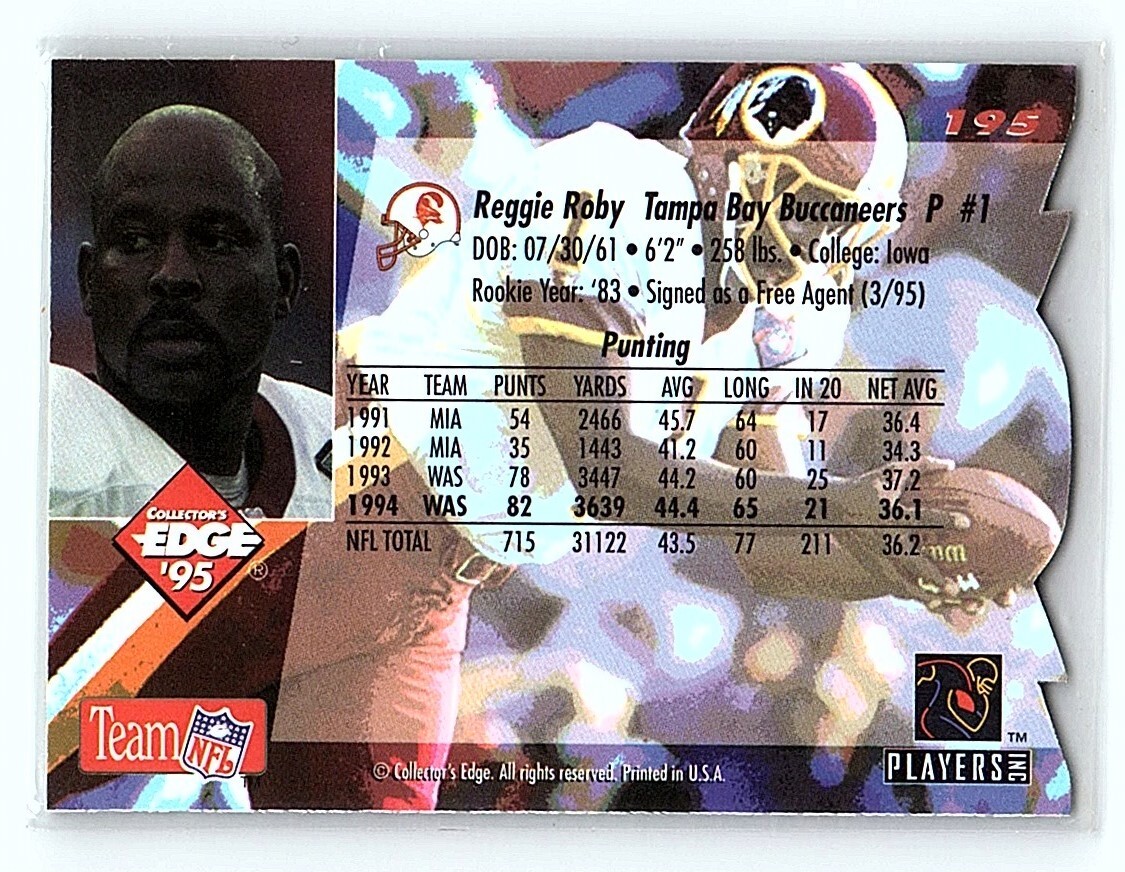 195
Reggie Roby Tampa Bay Buccaneers P #1
DOB: 07/30/61 • 6'2" • 258 lbs. • College: Iowa
Rookie Year: '83 • Signed as a Free Agent (3/95)
Punting
YEAR TEAM PUNTS YARDS AVG LONG IN 20 NET AVG
1991 MIA 54 2466 45.7 64 17 36.4
1992 MIA 35 1443 41.2 60 11 34.3
1993 WAS 78 3447 44.2 60 25 37.2
1994 WAS 82 3639 44.4 65 21 36.1
NFL TOTAL 715 31122 43.5 77 211 36.2
COLLECTOR'S
EDGE
'95
®
Team NFL
© Collector's Edge. All rights reserved. Printed in U.S.A.
TM
PLAYERS INC